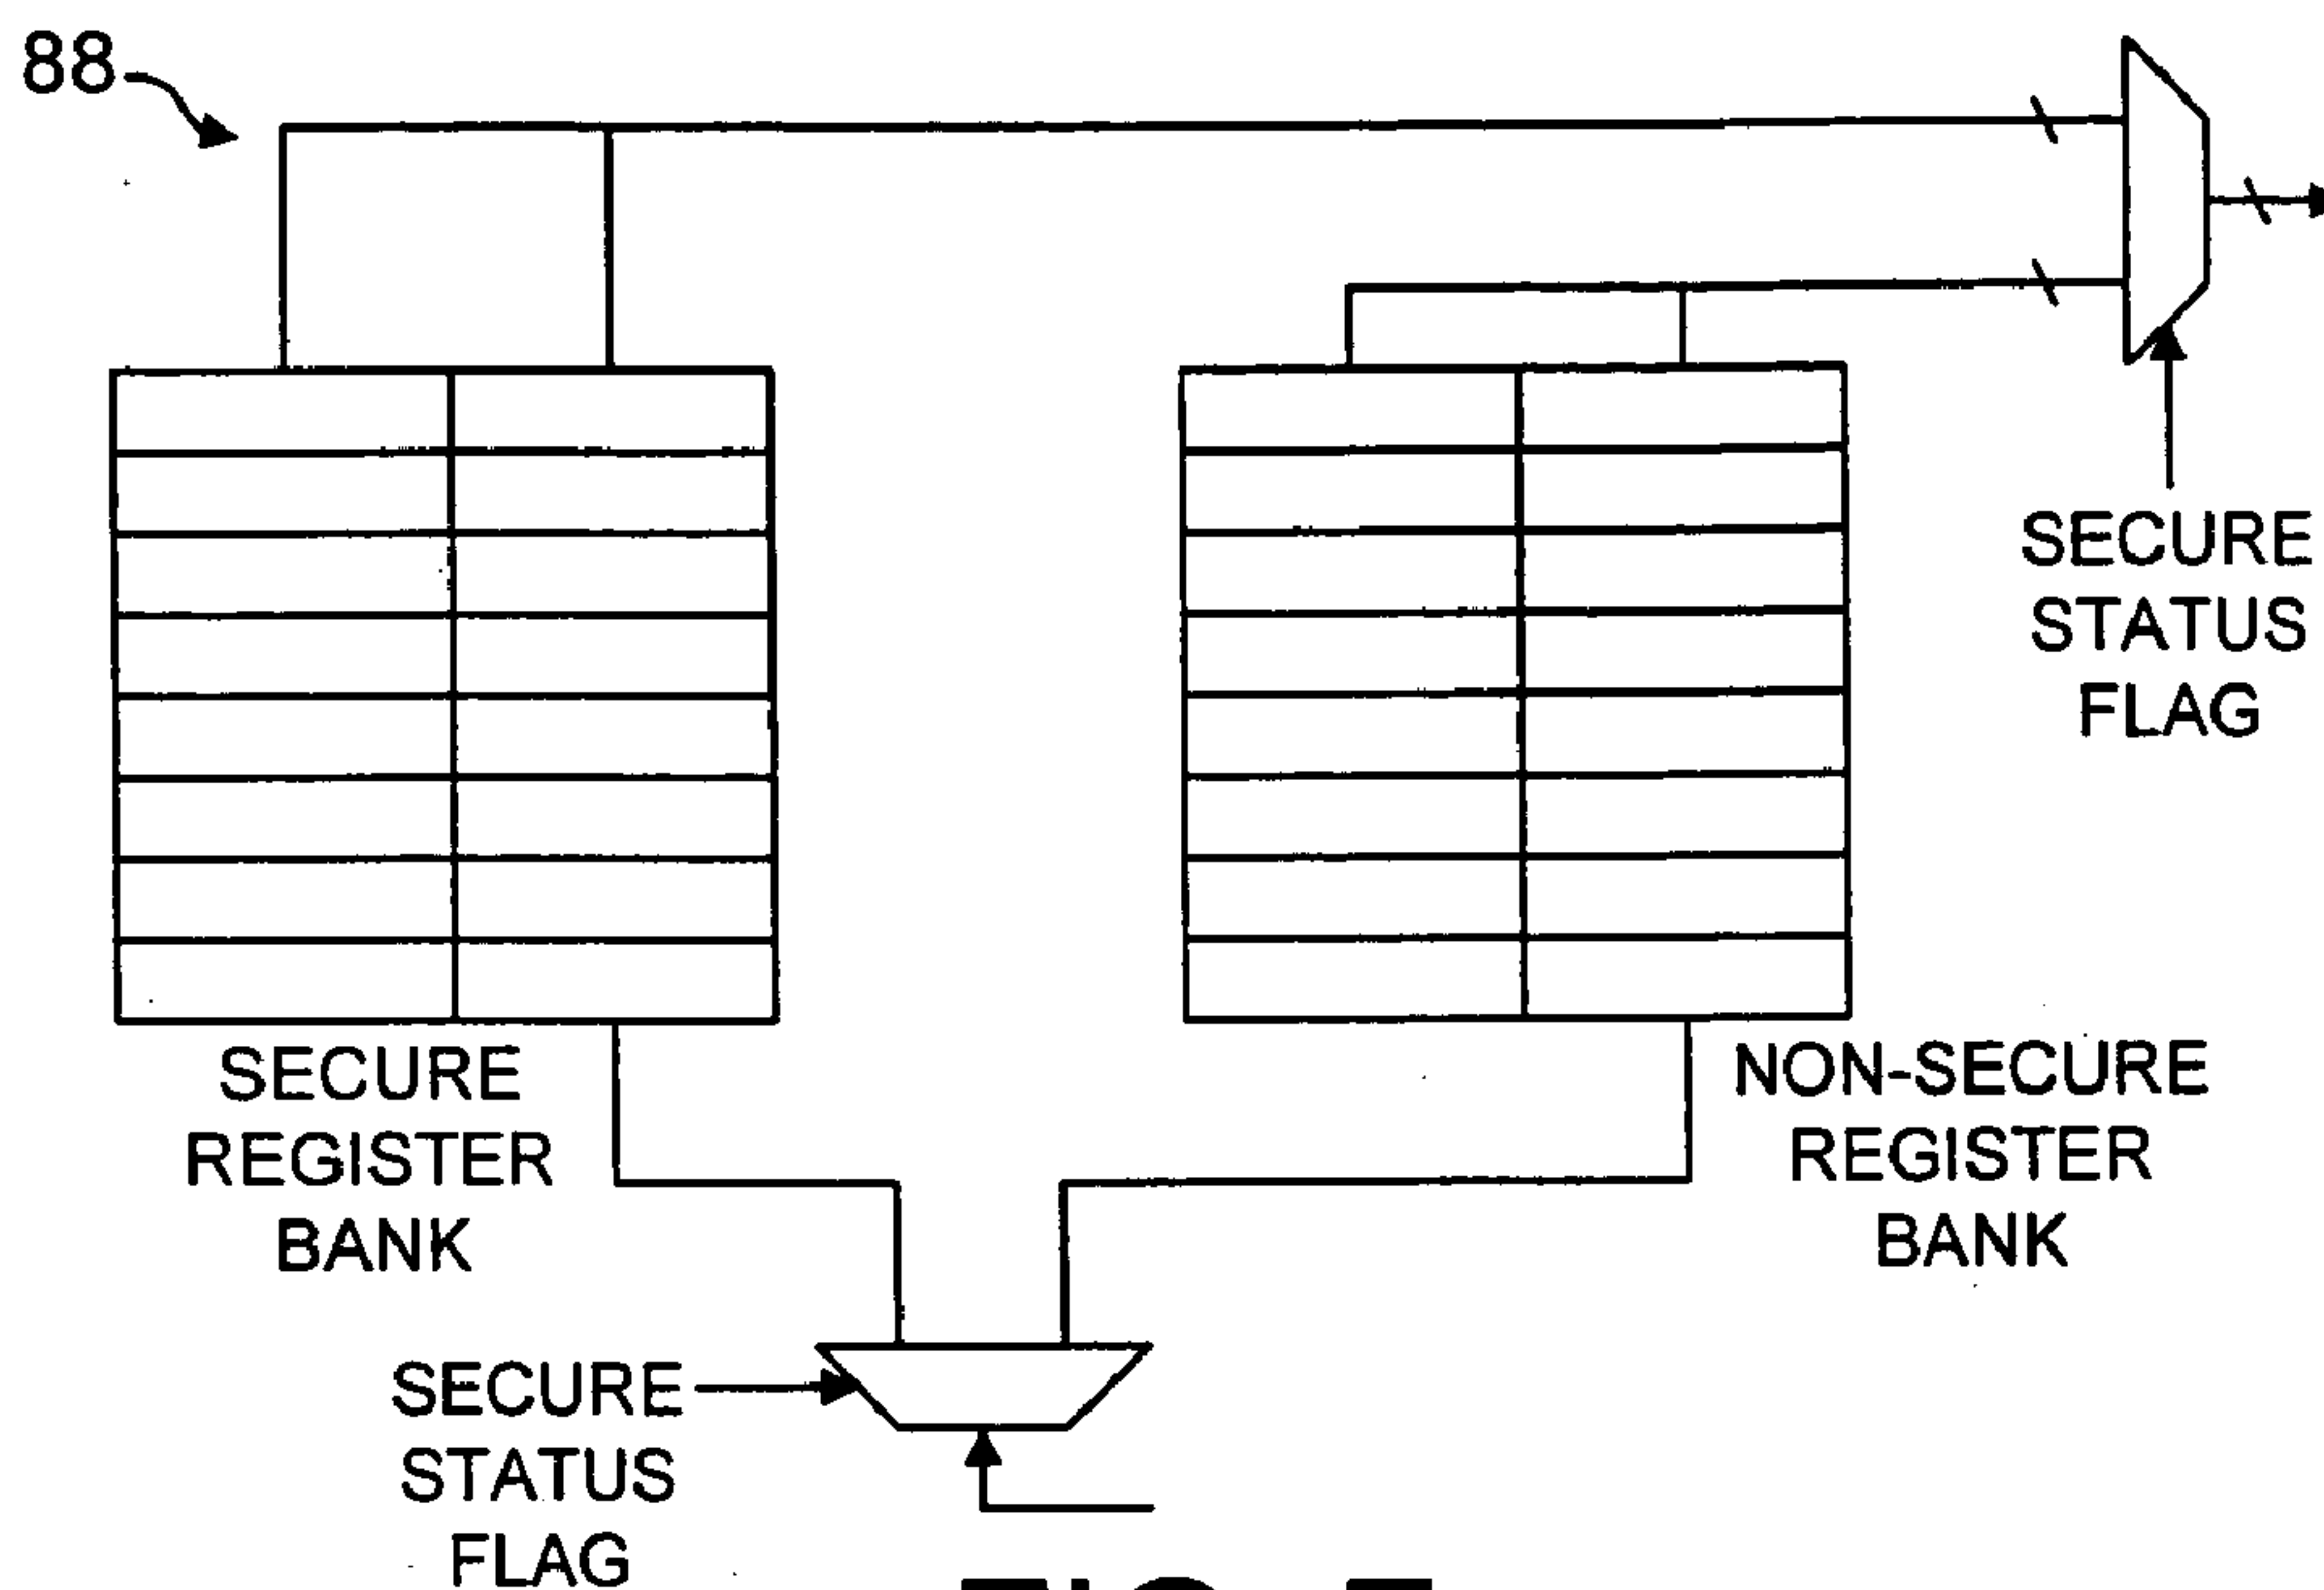 88
SECURE
STATUS
FLAG
SECURE
REGISTER
BANK
NON-SECURE
REGISTER
BANK
SECURE
STATUS
FLAG